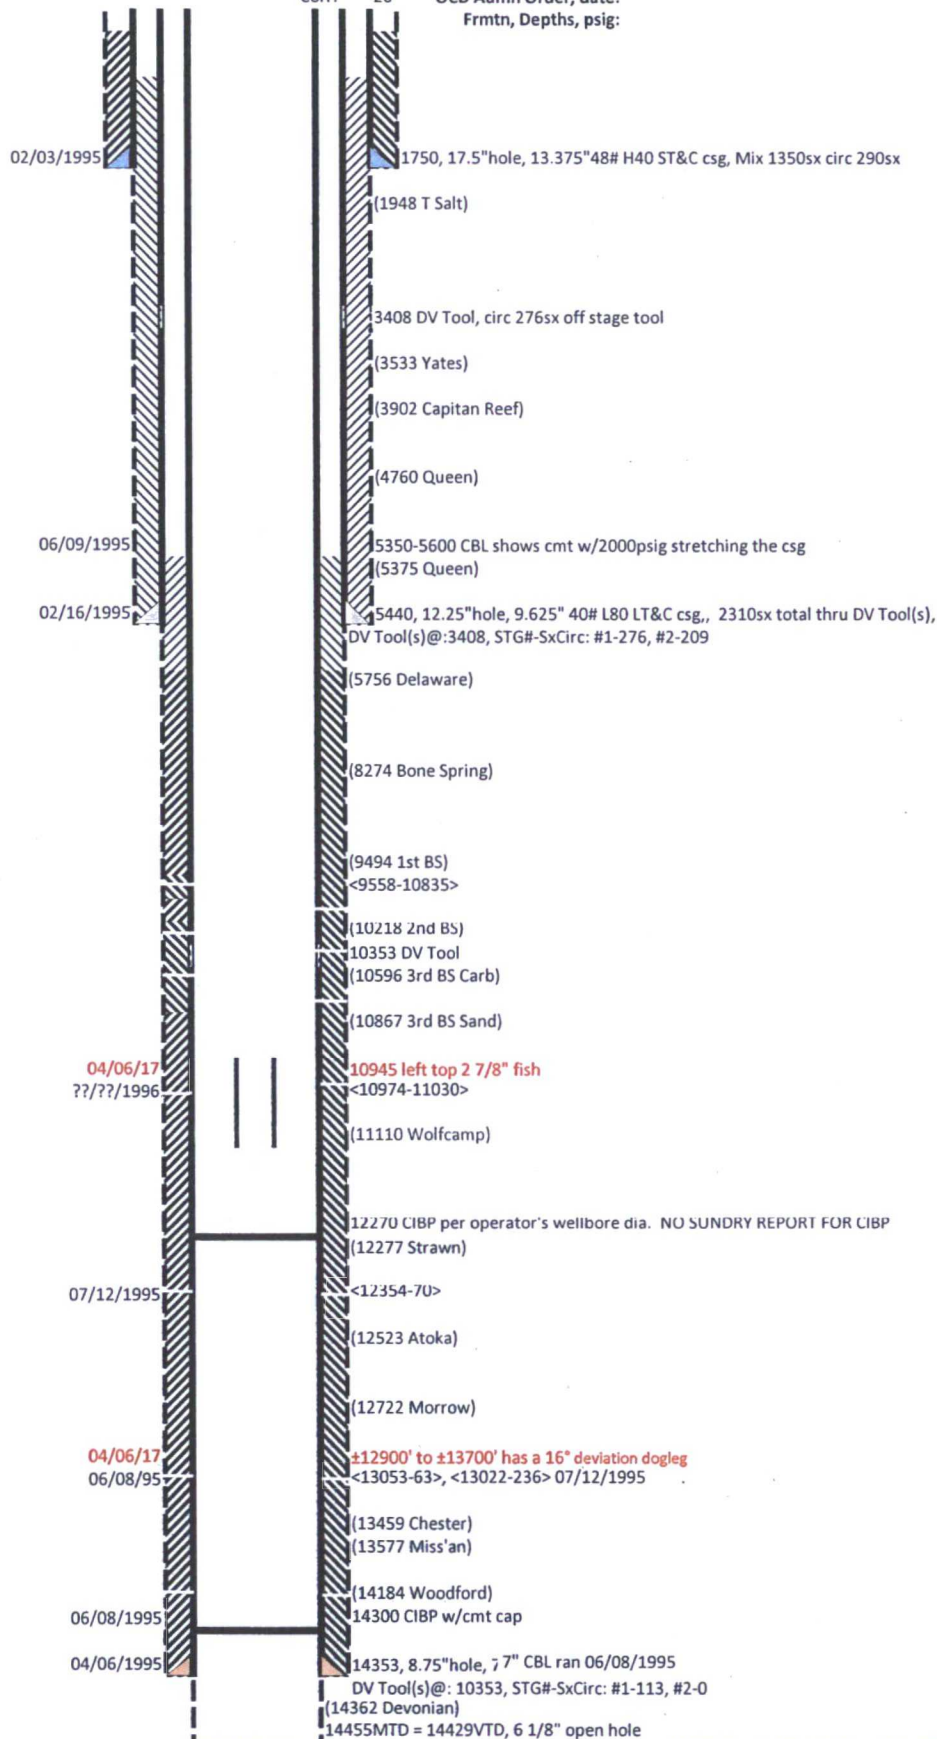 Frmtn, Depths, psig:
02/03/1995 1750, 17.5"hole, 13.375"48# H40 ST&C csg, Mix 1350sx circ 290sx
(1948 T Salt)
3408 DV Tool, circ 276sx off stage tool
(3533 Yates)
(3902 Capitan Reef)
(4760 Queen)
06/09/1995 5350-5600 CBL shows cmt w/2000psig stretching the csg
(5375 Queen)
02/16/1995 5440, 12.25"hole, 9.625" 40# L80 LT&C csg,, 2310sx total thru DV Tool(s),
DV Tool(s)@:3408, STG#-SxCirc: #1-276, #2-209
(5756 Delaware)
(8274 Bone Spring)
(9494 1st BS)
<9558-10835>
(10218 2nd BS)
10353 DV Tool
(10596 3rd BS Carb)
(10867 3rd BS Sand)
04/06/17 10945 left top 2 7/8" fish
??/??/1996 <10974-11030>
(11110 Wolfcamp)
12270 CIBP per operator's wellbore dia. NO SUNDRY REPORT FOR CIBP
(12277 Strawn)
07/12/1995 <12354-70>
(12523 Atoka)
(12722 Morrow)
04/06/17 ±12900' to ±13700' has a 16° deviation dogleg
06/08/95 <13053-63>, <13022-236> 07/12/1995
(13459 Chester)
(13577 Miss'an)
(14184 Woodford)
06/08/1995 14300 CIBP w/cmt cap
04/06/1995 14353, 8.75"hole, 7" CBL ran 06/08/1995
DV Tool(s)@: 10353, STG#-SxCirc: #1-113, #2-0
(14362 Devonian)
14455MTD = 14429VTD, 6 1/8" open hole